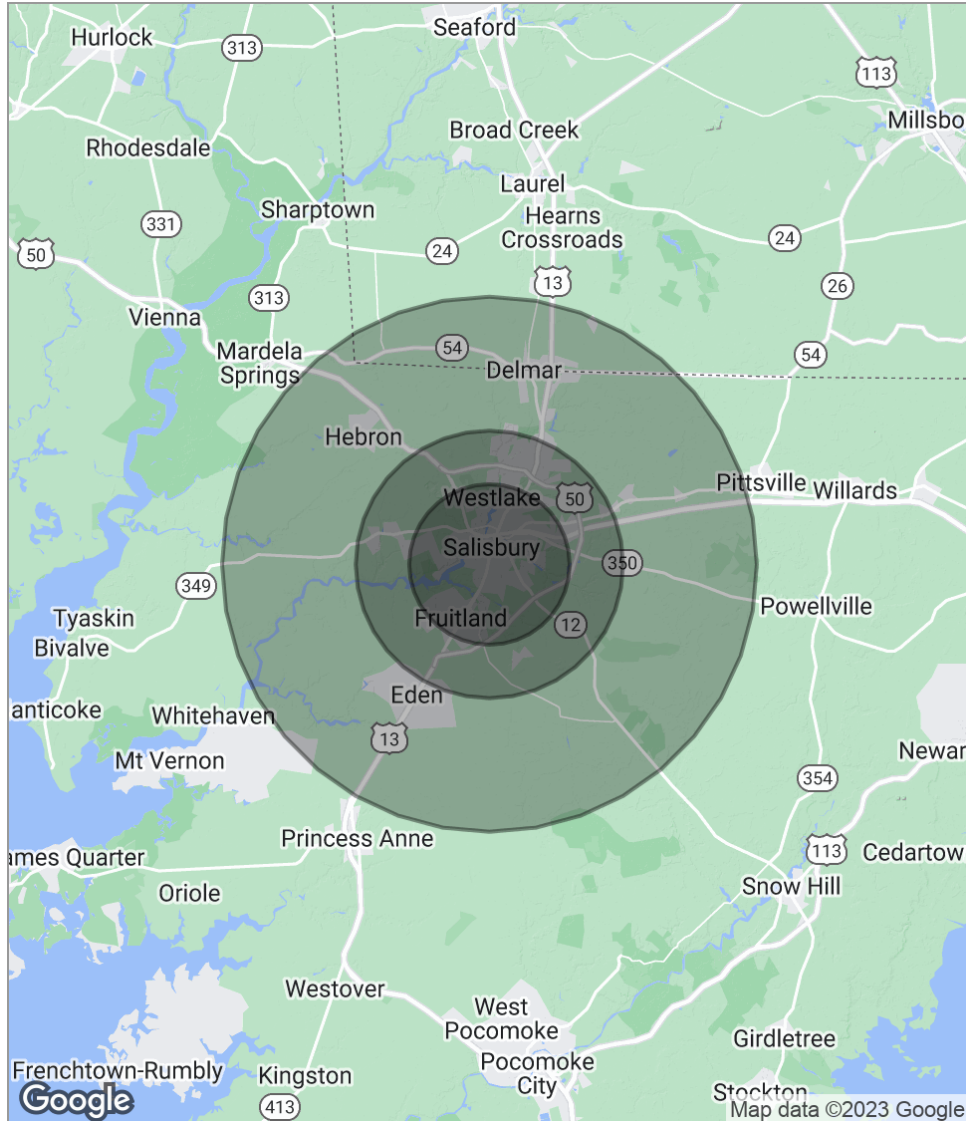 Seaford
Hurlock
313
113
Millsbo
Broad Creek
Rhodesdale
Laurel
Sharptown
Hearns
Crossroads
331
24
24
50
13
26
313
Vienna
54
54
Mardela
Springs
Delmar
Hebron
Pittsville
Willards
Westlake
50
Salisbury
350
349
Powellville
Tyaskin
Fruitland
12
Bivalve
Eden
anticoke
Whitehaven
13
Newar
Mt Vernon
354
Princess Anne
113
Cedartow
ames Quarter
Snow Hill
Oriole
Westover
West
Pocomoke
Girdletree
Pocomoke
City
Frenchtown-Rumbly
Kingston
Stockton
Google
413
Map data ©2023 Google